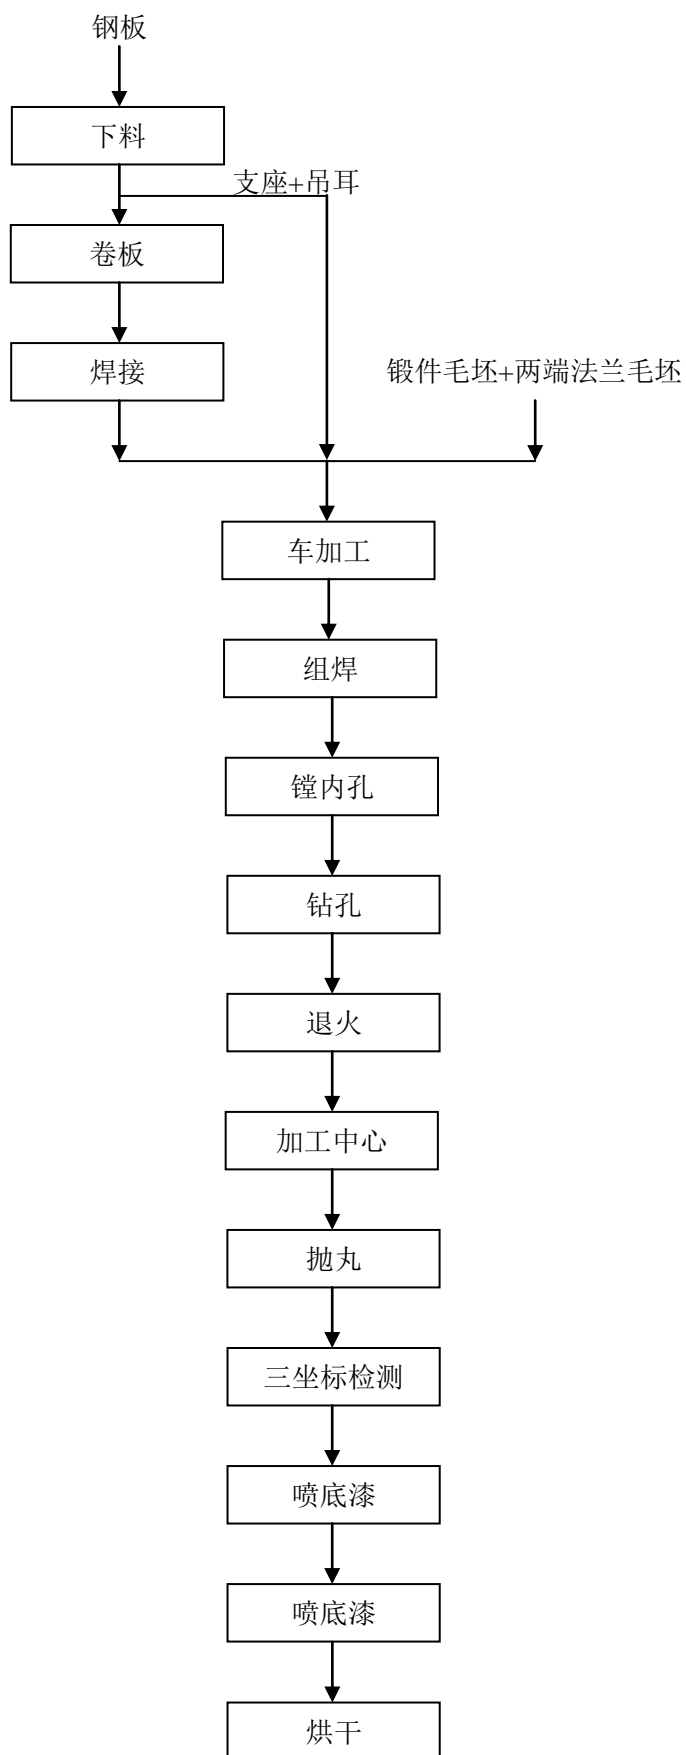 钢板
下料
支座+吊耳
卷板
焊接
锻件毛坯+两端法兰毛坯
车加工
组焊
镗内孔
钻孔
退火
加工中心
抛丸
三坐标检测
喷底漆
喷底漆
烘干